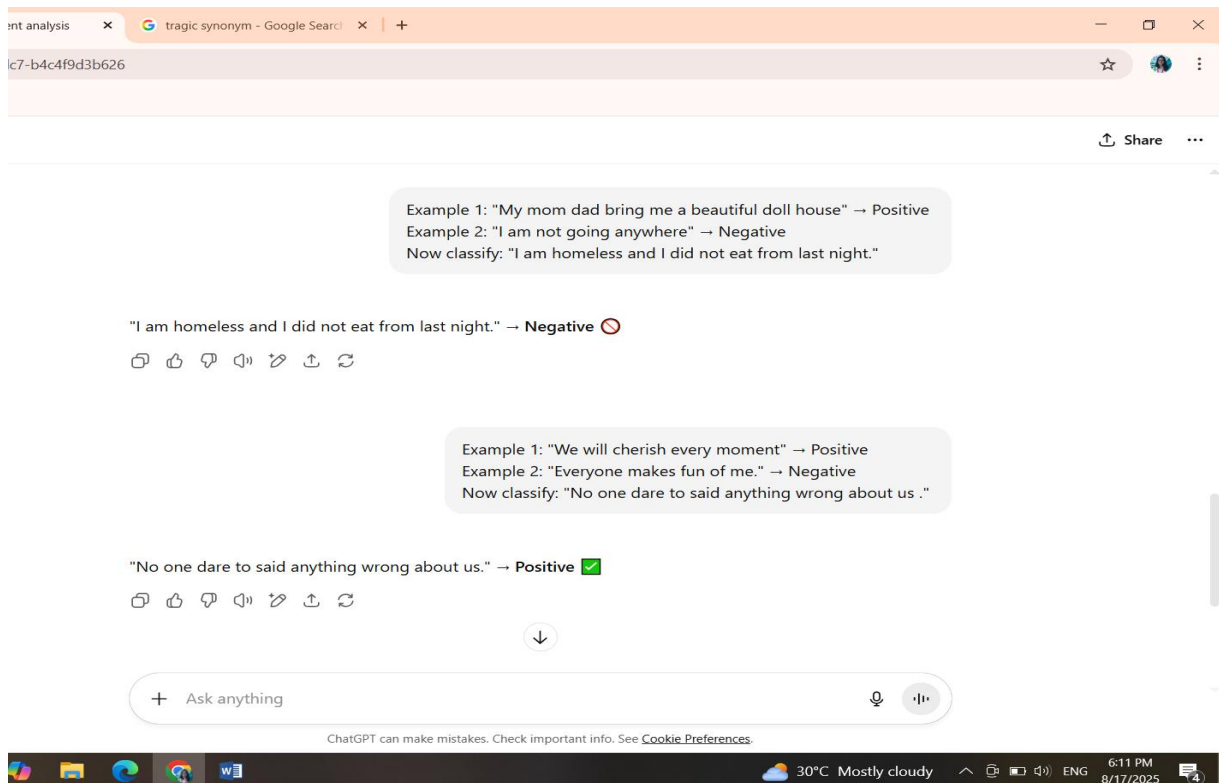 ent analysis
tragic synonym - Google Searc
lc7-b4c4f9d3b626
Share
Example 1: "My mom dad bring me a beautiful doll house" → Positive
Example 2: "I am not going anywhere" → Negative
Now classify: "I am homeless and I did not eat from last night."
"I am homeless and I did not eat from last night." → Negative 🚫
Example 1: "We will cherish every moment" → Positive
Example 2: "Everyone makes fun of me." → Negative
Now classify: "No one dare to said anything wrong about us ."
"No one dare to said anything wrong about us." → Positive ✅
Ask anything
ChatGPT can make mistakes. Check important info. See Cookie Preferences.
30°C Mostly cloudy
ENG
6:11 PM
8/17/2025
4